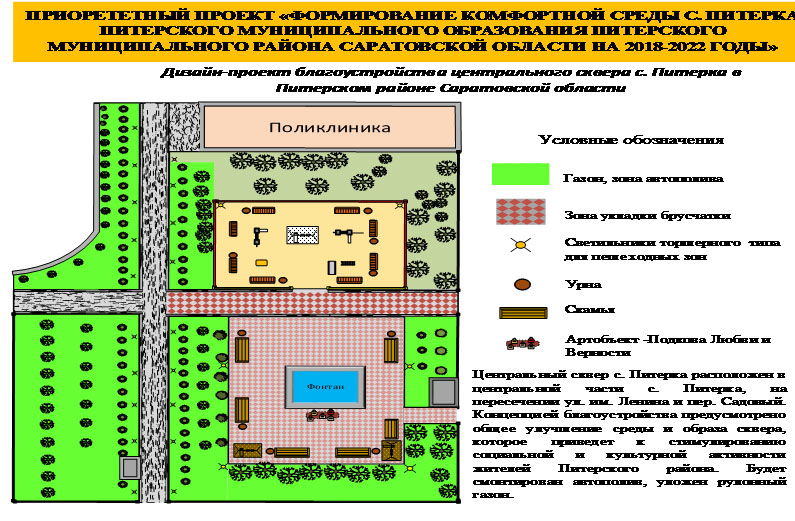 ПРИОРЕТЕТНЫЙ ПРОЕКТ «ФОРМИРОВАНИЕ КОМФОРТНОЙ СРЕДЫ С. ПИТЕРКА
ПИТЕРСКОГО МУНИЦИПАЛЬНОГО ОБРАЗОВАНИЯ ПИТЕРСКОГО
МУНИЦИПАЛЬНОГО РАЙОНА САРАТОВСКОЙ ОБЛАСТИ НА 2018-2022 ГОДЫ»
Дизайн-проект благоустройства центрального сквера с. Питерка в
Питерском районе Саратовской области
Поликлиника
Фонтан
Условные обозначения
Газон, зона автополива
Зона укладки брусчатки
Светильники торшерного типа
для пешеходных зон
Урна
Скамья
Артобъект -Подкова Любви и
Верности
Центральный сквер с. Питерка расположен в
центральной части с. Питерка, на
пересечении ул. им. Ленина и пер. Садовый.
Концепцией благоустройства предусмотрено
общее улучшение среды и образа сквера,
которое приведет к стимулированию
социальной и культурной активности
жителей Питерского района. Будет
смонтирован автополив, уложен рулонный
газон.